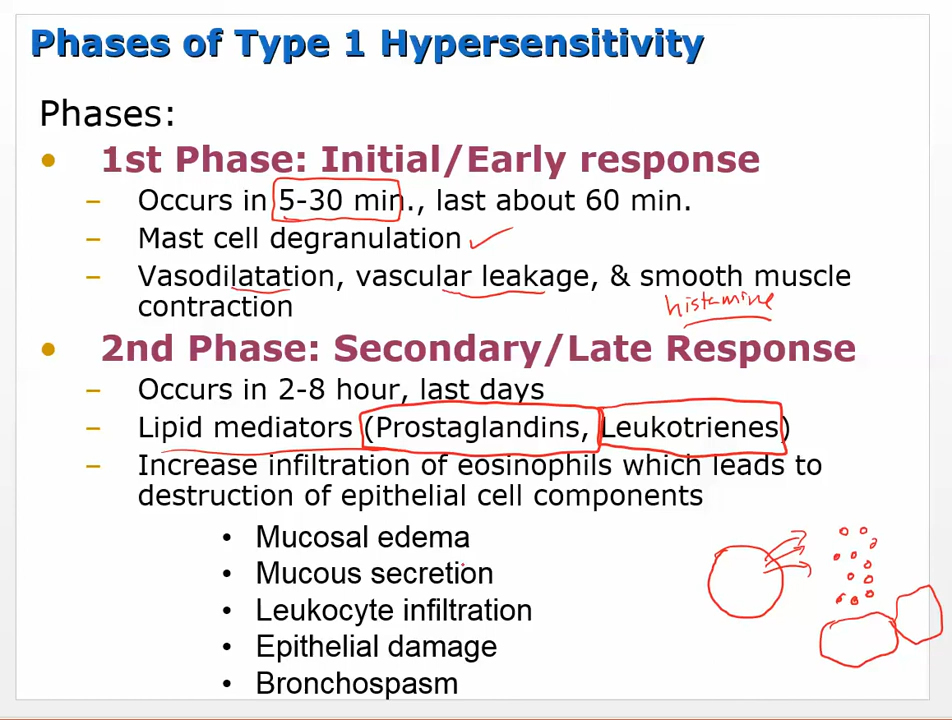 Phases of Type 1 Hypersensitivity
Phases:
• 1st Phase: Initial/Early response
– Occurs in 5-30 min., last about 60 min.
– Mast cell degranulation
– Vasodilatation, vascular leakage, & smooth muscle
contraction
histamine
• 2nd Phase: Secondary/Late Response
– Occurs in 2-8 hour, last days
– Lipid mediators (Prostaglandins, Leukotrienes)
– Increase infiltration of eosinophils which leads to
destruction of epithelial cell components
• Mucosal edema
• Mucous secretion
• Leukocyte infiltration
• Epithelial damage
• Bronchospasm